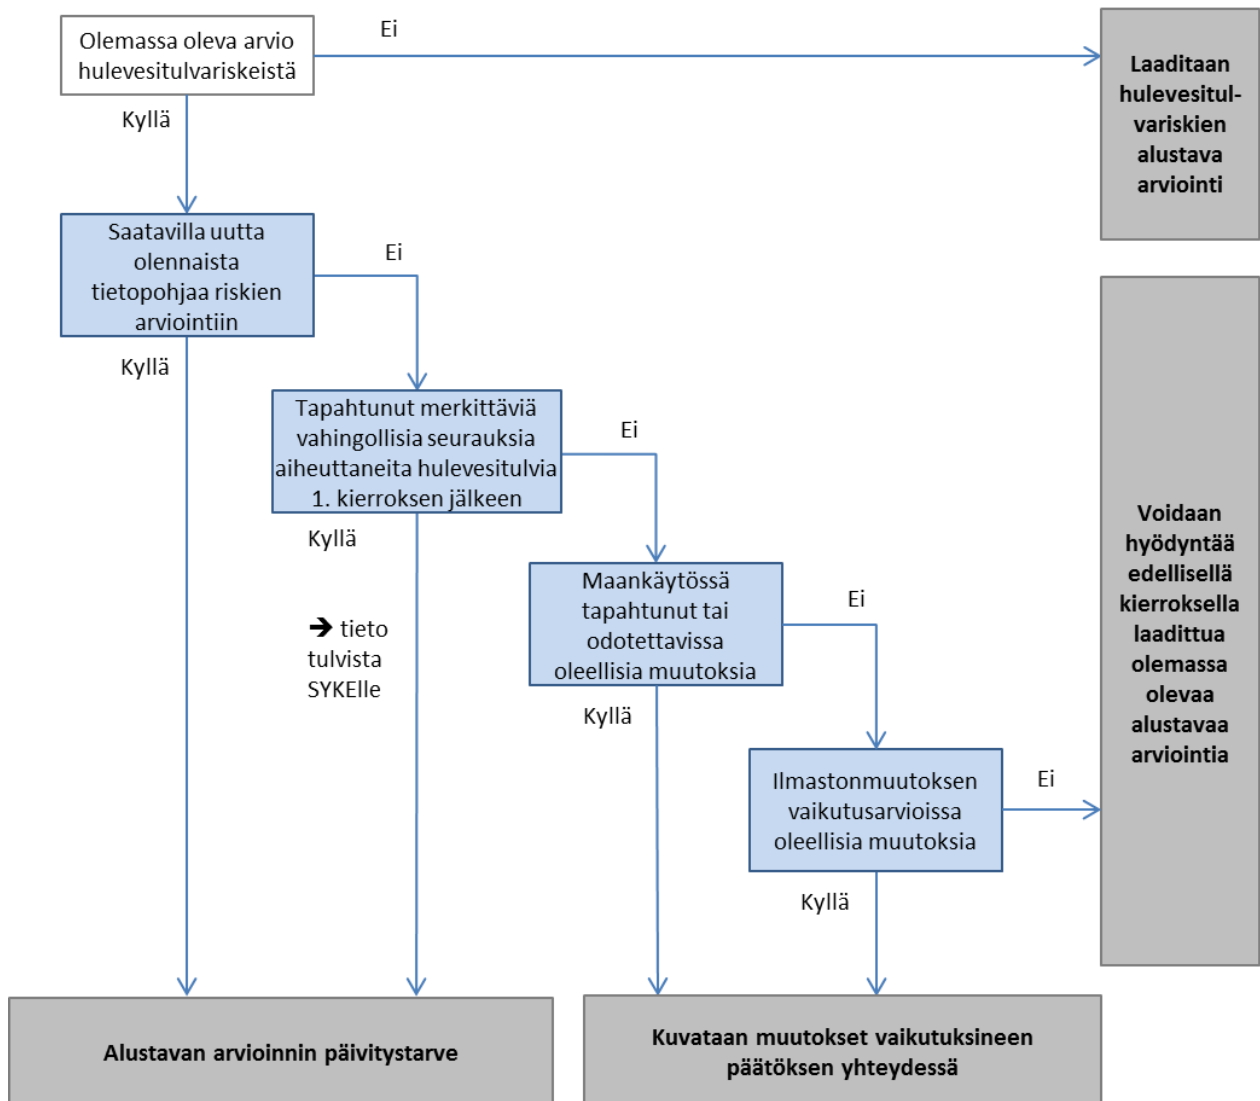 Olemassa oleva arvio
hulevesitulvariskeistä
Ei
Laaditaan
hulevesitul-
variskien
alustava
arviointi
Kyllä
Saatavilla uutta
olennaista
tietopohjaa riskien
arviointiin
Ei
Kyllä
Tapahtunut merkittäviä
vahingollisia seurauksia
aiheuttaneita hulevesitulvia
1. kierroksen jälkeen
Ei
Kyllä
➔ tieto
tulvista
SYKElle
Maankäytössä
tapahtunut tai
odotettavissa
oleellisia muutoksia
Ei
Kyllä
Ilmastonmuutoksen
vaikutusarvioissa
oleellisia muutoksia
Ei
Kyllä
Voidaan
hyödyntää
edellisellä
kierroksella
laadittua
olemassa
olevaa
alustavaa
arviointia
Alustavan arvioinnin päivitystarve
Kuvataan muutokset vaikutuksineen
päätöksen yhteydessä